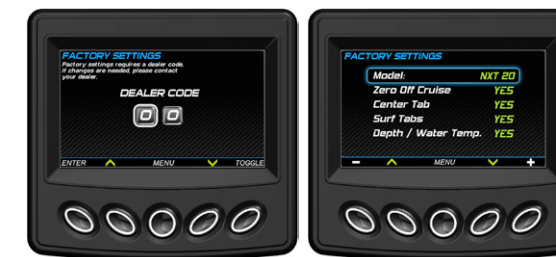 FACTORY SETTINGS
Factory settings requires a dealer code.
If changes are needed, please contact
your dealer.
DEALER CODE
0 0
ENTER MENU TOGGLE
FACTORY SETTINGS
Model: NXT 20
Zero Off Cruise YES
Center Tab YES
Surf Tabs YES
Depth / Water Temp. YES
- MENU +